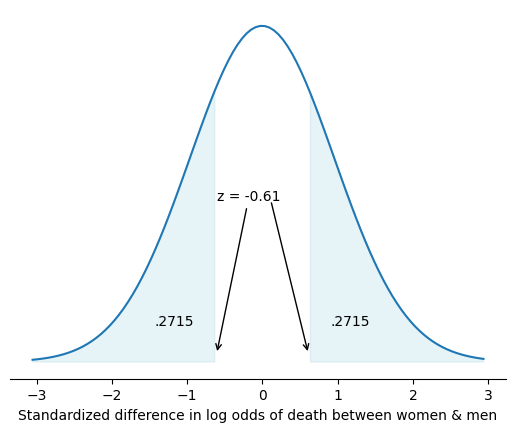 z = -0.61
.2715 .2715
−3 −2 −1 0 1 2 3
Standardized difference in log odds of death between women & men